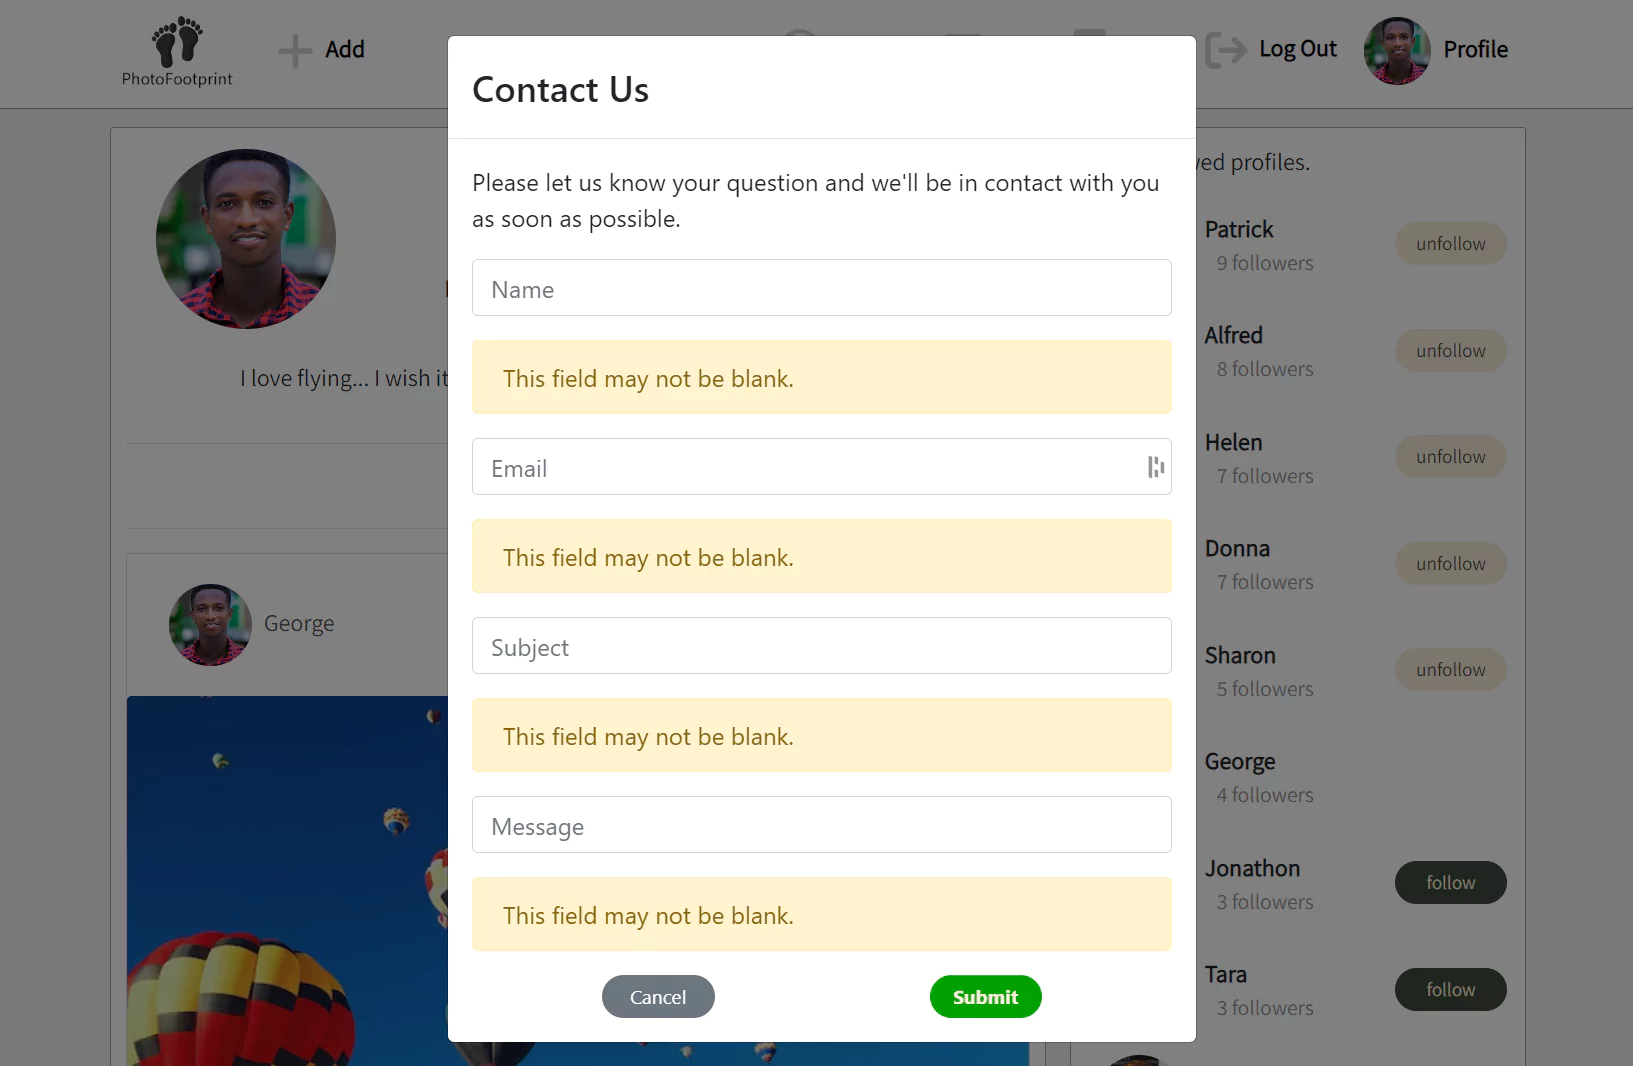 PhotoFootprint
Add
Log Out
Profile
Contact Us
Please let us know your question and we'll be in contact with you
as soon as possible.
Name
This field may not be blank.
Email
This field may not be blank.
Subject
This field may not be blank.
Message
This field may not be blank.
Cancel
Submit
I love flying... I wish it
George
profiles.
Patrick
9 followers
unfollow
Alfred
8 followers
unfollow
Helen
7 followers
unfollow
Donna
7 followers
unfollow
Sharon
5 followers
unfollow
George
4 followers
Jonathon
3 followers
follow
Tara
3 followers
follow